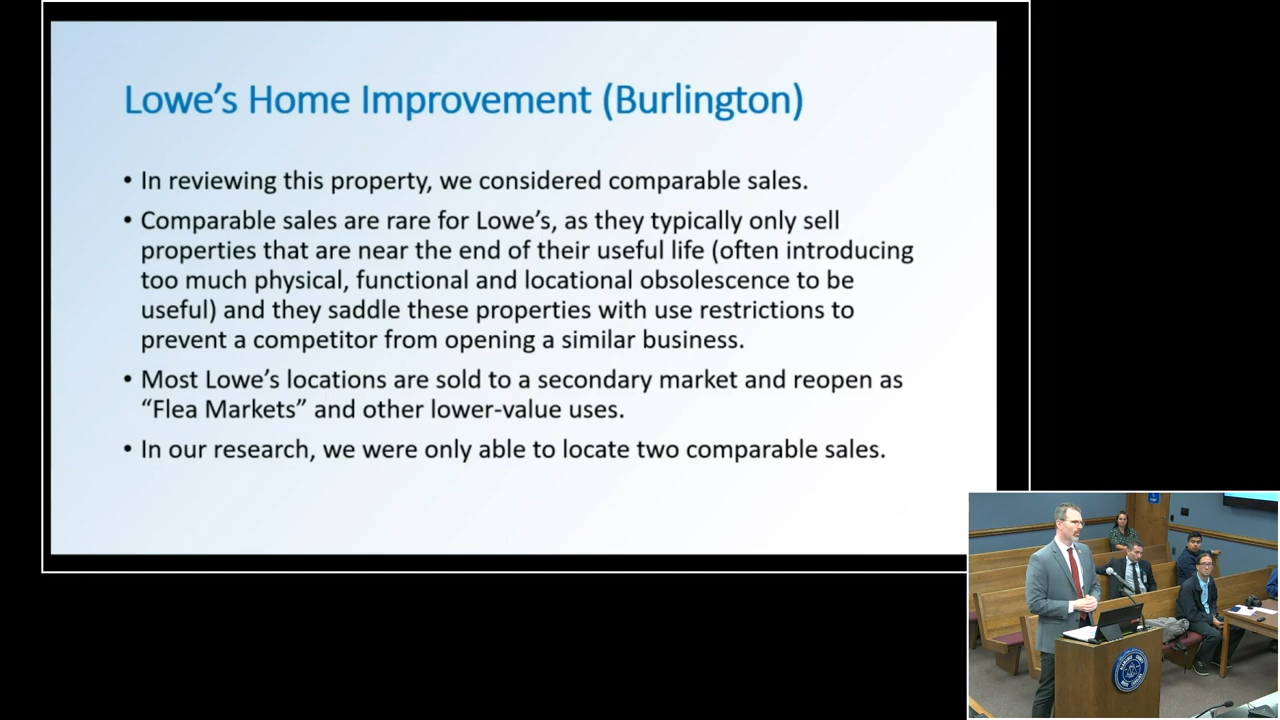 Lowe's Home Improvement (Burlington)
• In reviewing this property, we considered comparable sales.
• Comparable sales are rare for Lowe's, as they typically only sell
properties that are near the end of their useful life (often introducing
too much physical, functional and locational obsolescence to be
useful) and they saddle these properties with use restrictions to
prevent a competitor from opening a similar business.
• Most Lowe's locations are sold to a secondary market and reopen as
“Flea Markets” and other lower-value uses.
• In our research, we were only able to locate two comparable sales.